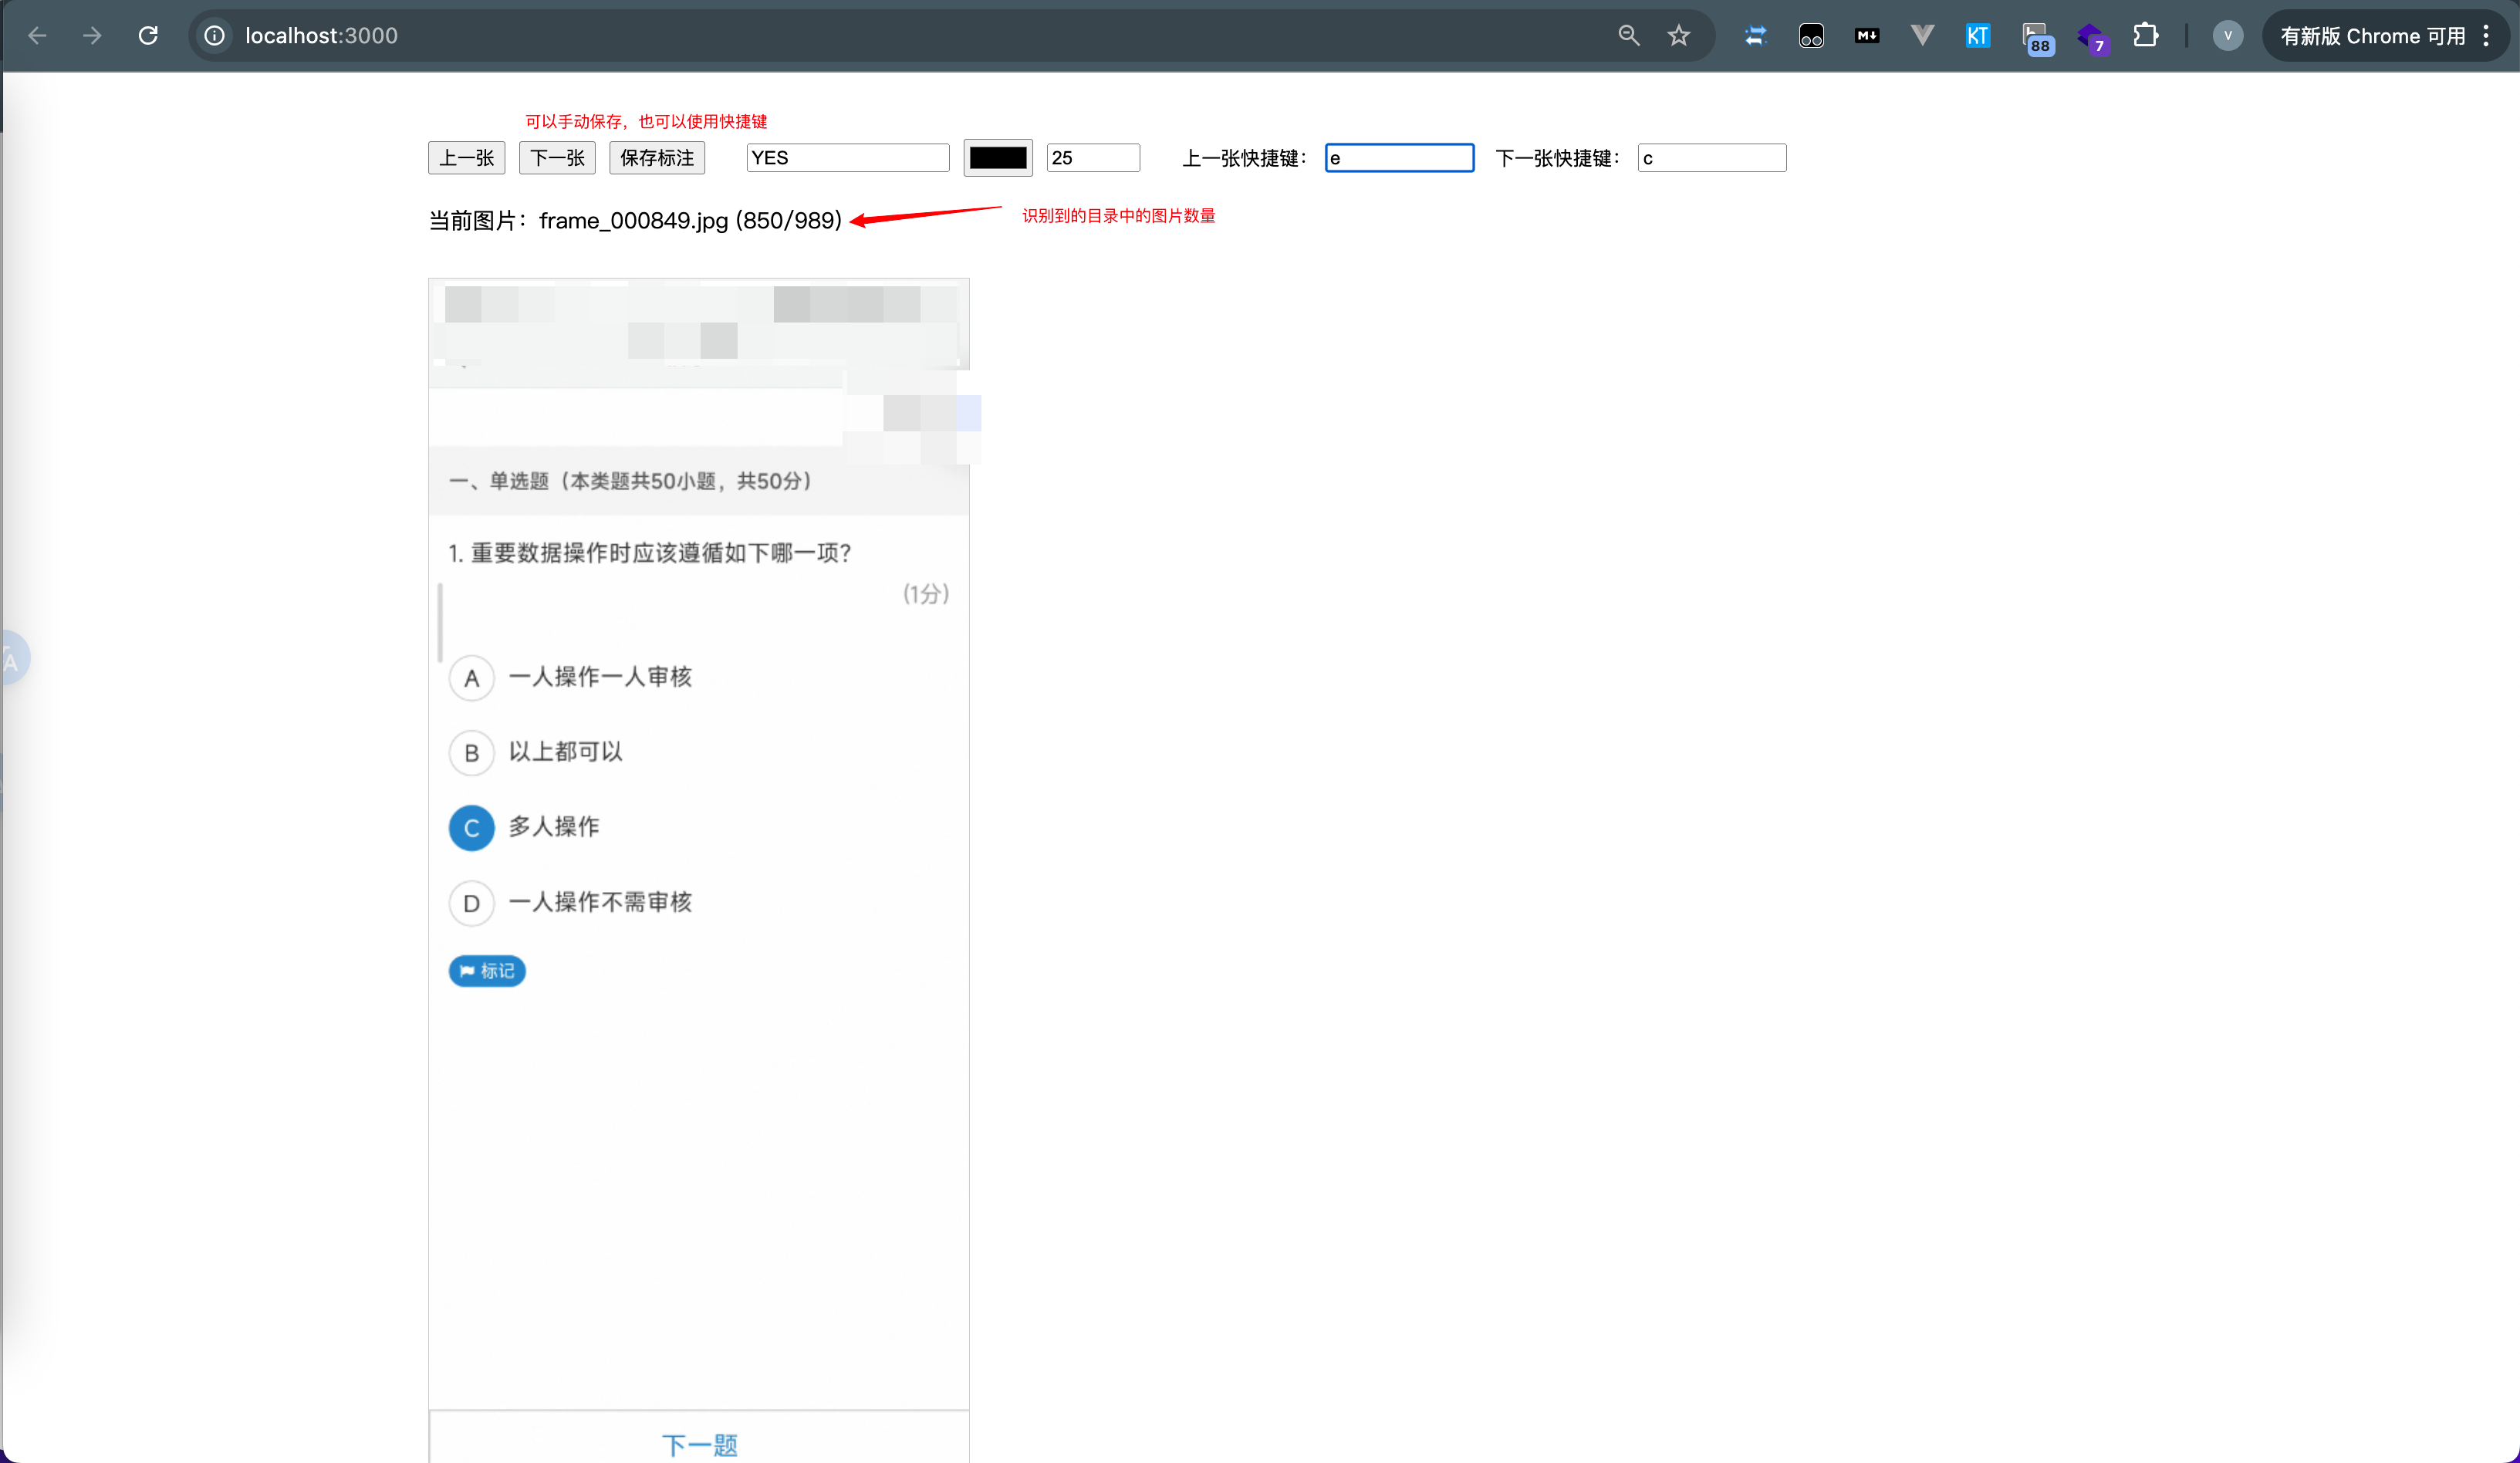 localhost:3000
M↓
KT
88
7
V
有新版 Chrome 可用
可以手动保存，也可以使用快捷键
上一张 下一张 保存标注 YES 25 上一张快捷键： e 下一张快捷键： c
当前图片：frame_000849.jpg (850/989)
识别到的目录中的图片数量
一、单选题（本类题共50小题，共50分）
1. 重要数据操作时应该遵循如下哪一项？
（1分）
A 一人操作一人审核
B 以上都可以
C 多人操作
D 一人操作不需审核
标记
下一题